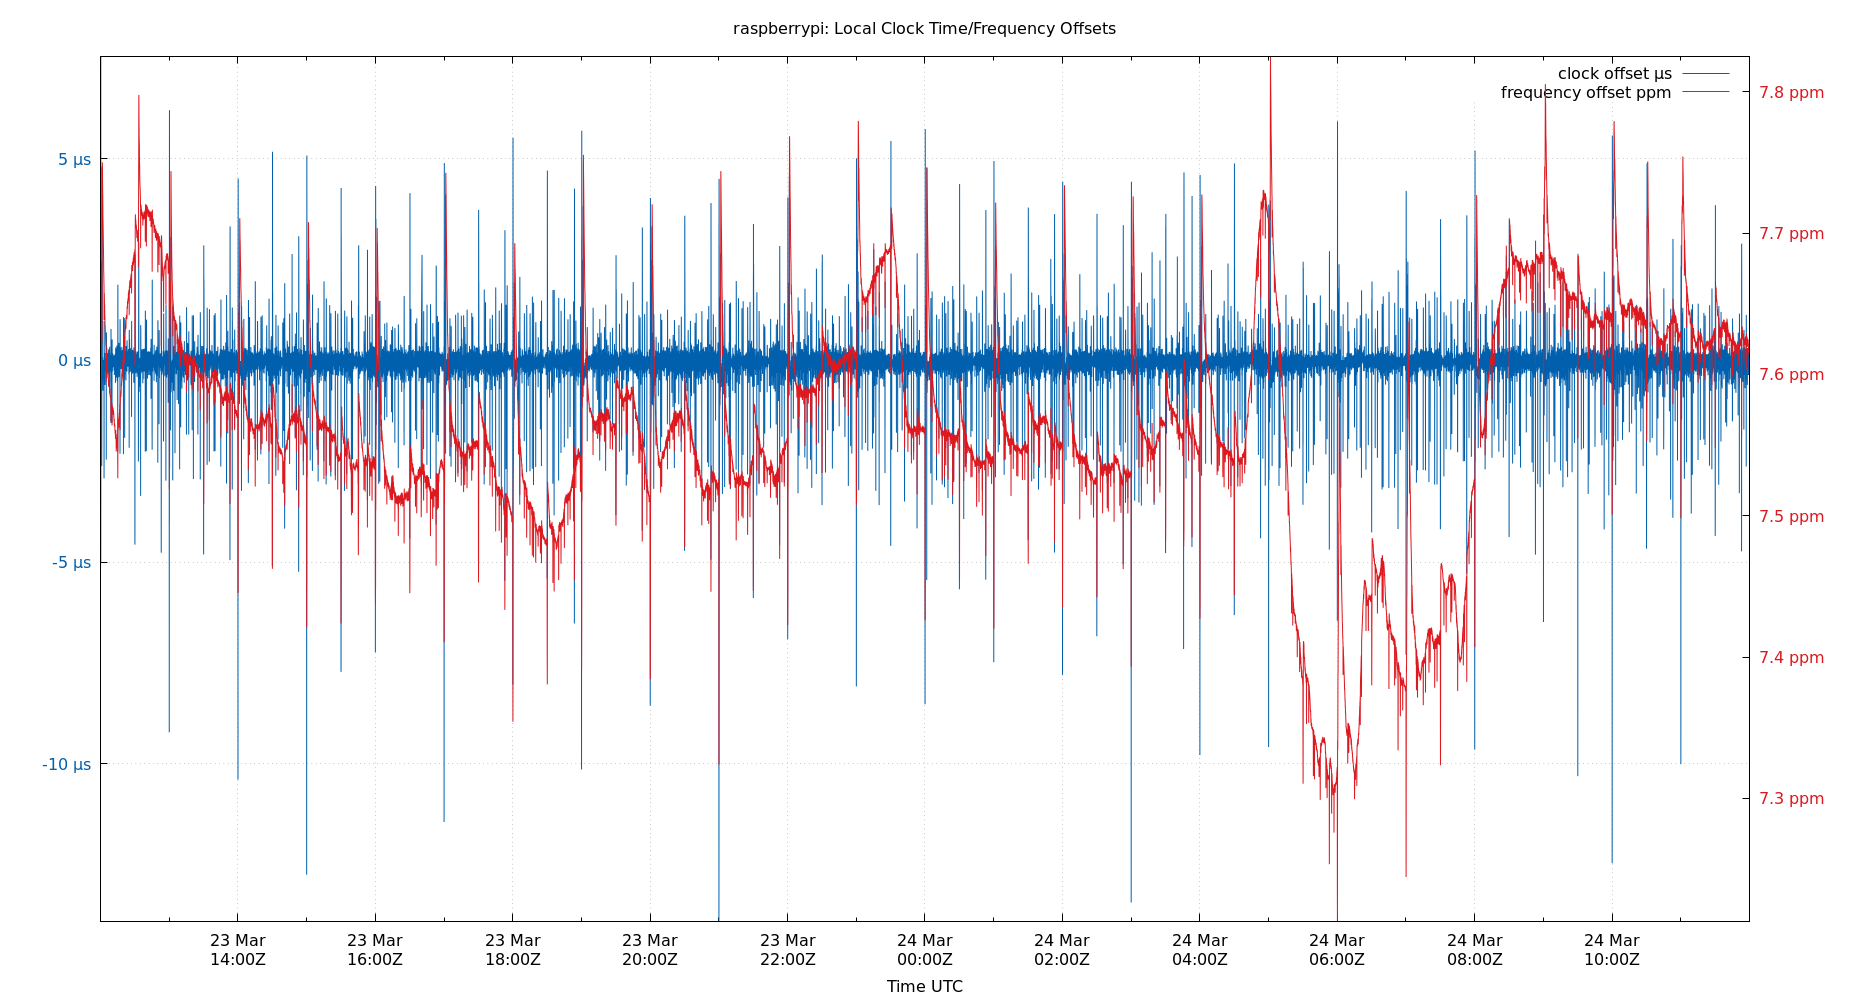 raspberrypi: Local Clock Time/Frequency Offsets
clock offset µs
frequency offset ppm
5 µs
0 µs
-5 µs
-10 µs
7.8 ppm
7.7 ppm
7.6 ppm
7.5 ppm
7.4 ppm
7.3 ppm
23 Mar 23 Mar 23 Mar 23 Mar 23 Mar 24 Mar 24 Mar 24 Mar 24 Mar 24 Mar 24 Mar
14:00Z 16:00Z 18:00Z 20:00Z 22:00Z 00:00Z 02:00Z 04:00Z 06:00Z 08:00Z 10:00Z
Time UTC